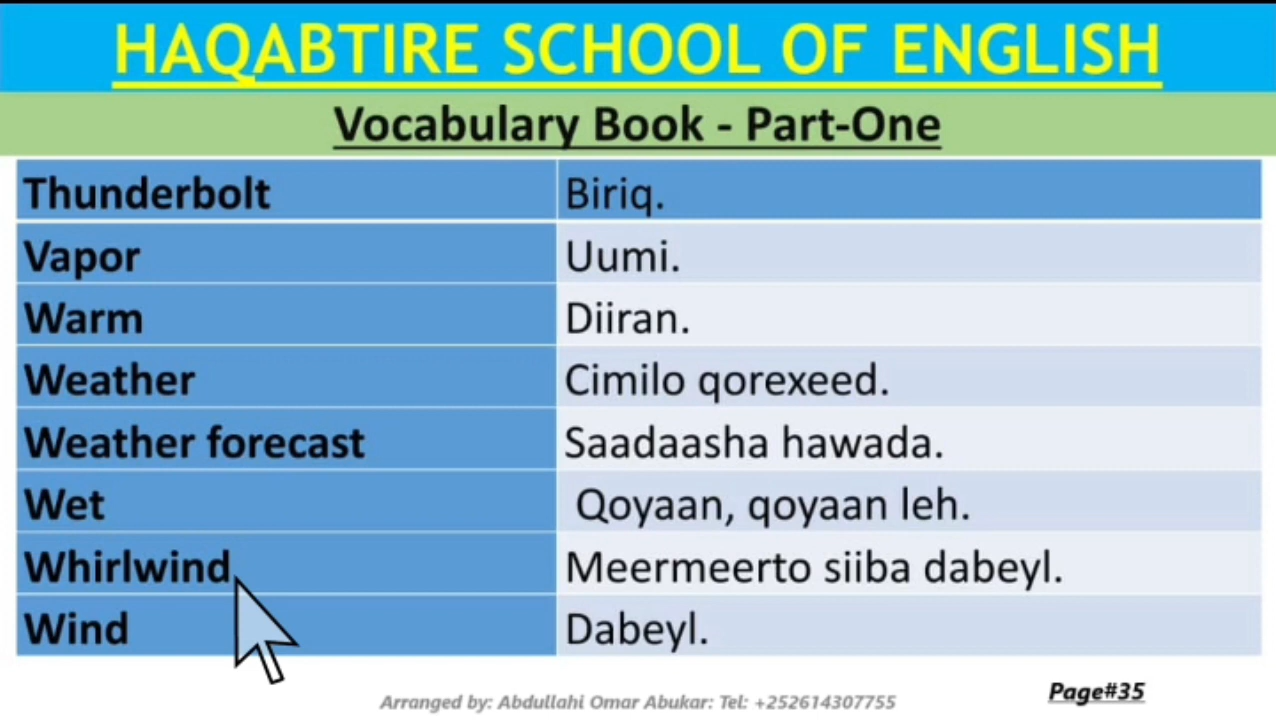 HAQABTIRE SCHOOL OF ENGLISH
Vocabulary Book - Part-One
Thunderbolt Biriq.
Vapor Uumi.
Warm Diiran.
Weather Cimilo qorexeed.
Weather forecast Saadaasha hawada.
Wet Qoyaan, qoyaan leh.
Whirlwind Meermeerto siiba dabeyl.
Wind Dabeyl.
Arranged by: Abdullahi Omar Abukar: Tel: +252614307755
Page#35